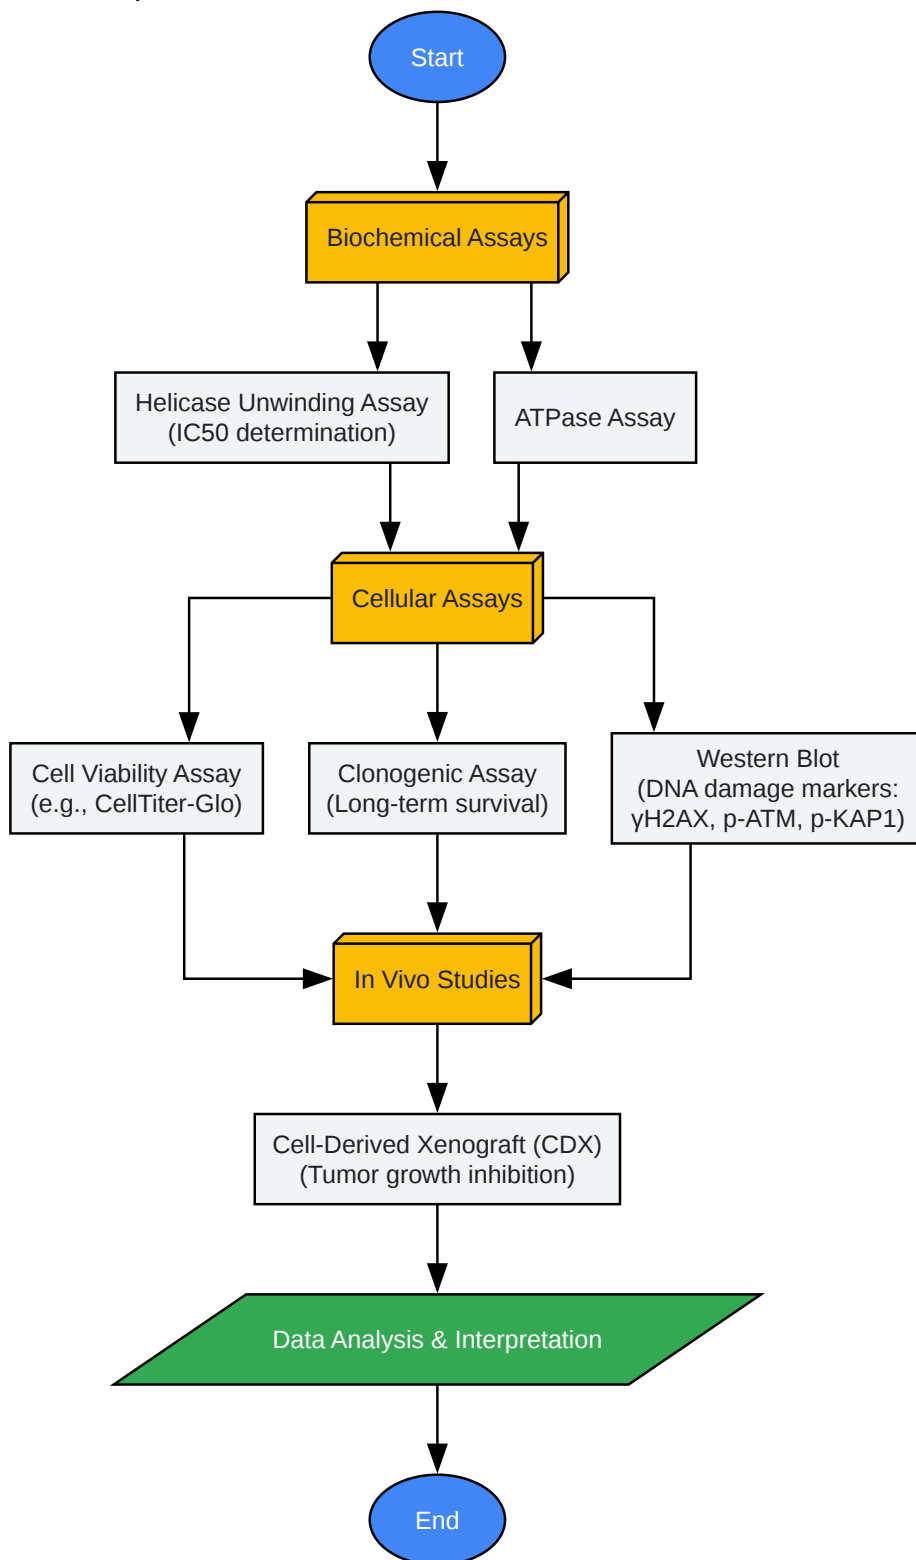 Start
Biochemical Assays
Helicase Unwinding Assay
(IC50 determination)
ATPase Assay
Cellular Assays
Cell Viability Assay
(e.g., CellTiter-Glo)
Clonogenic Assay
(Long-term survival)
Western Blot
(DNA damage markers:
γH2AX, p-ATM, p-KAP1)
In Vivo Studies
Cell-Derived Xenograft (CDX)
(Tumor growth inhibition)
Data Analysis & Interpretation
End